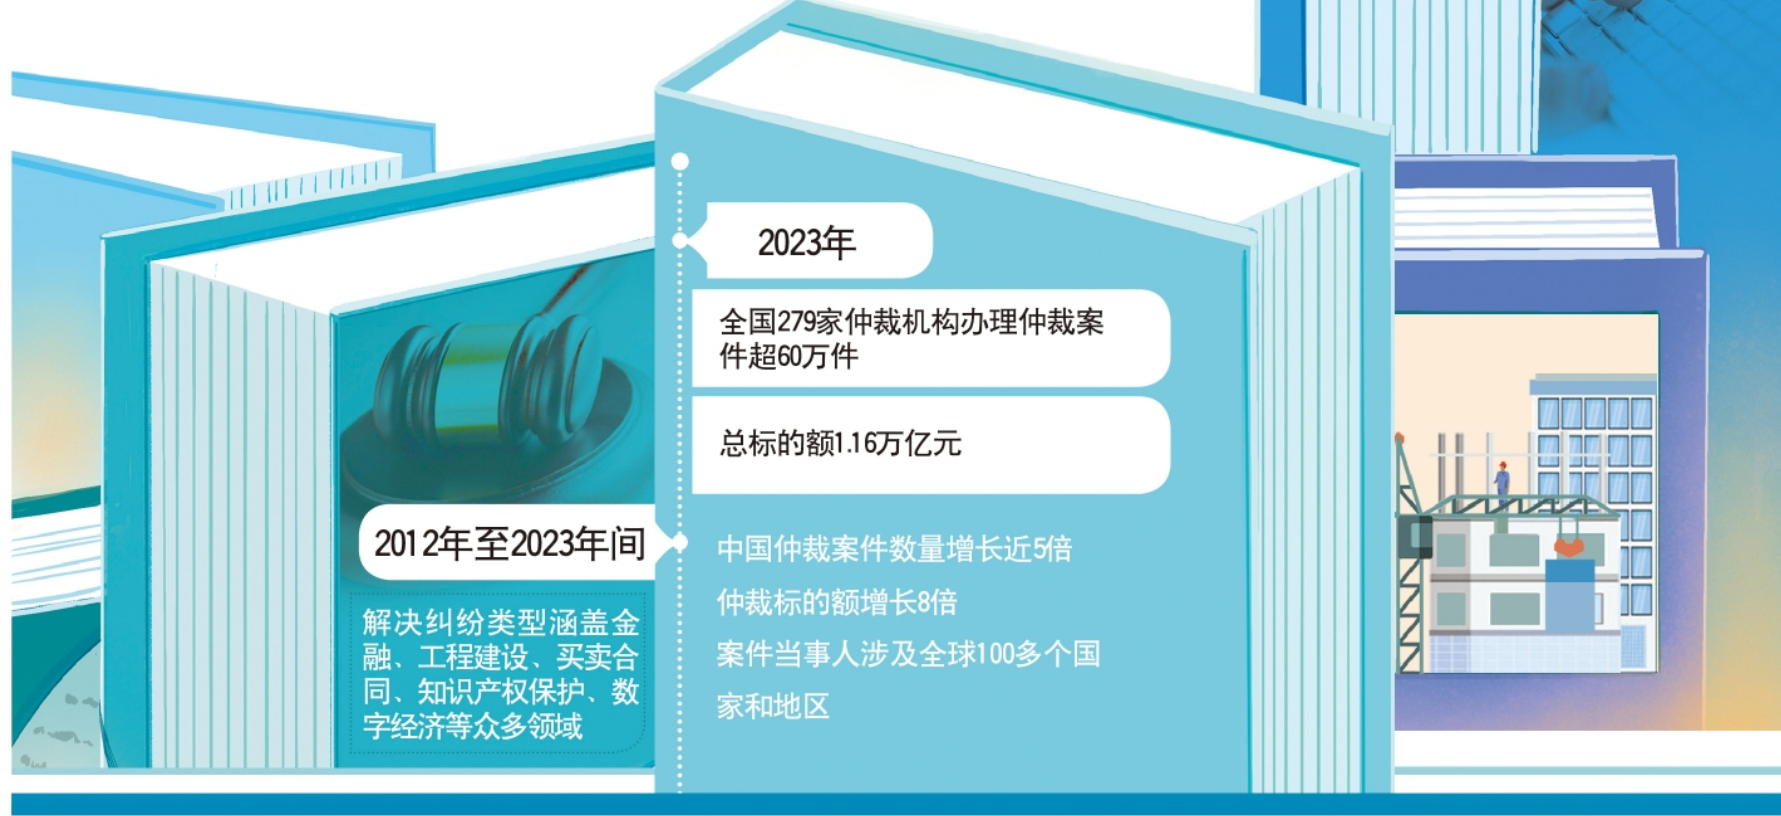 2023年
全国279家仲裁机构办理仲裁案
件超60万件
总标的额1.16万亿元
2012年至2023年间
中国仲裁案件数量增长近5倍
仲裁标的额增长8倍
案件当事人涉及全球100多个国
家和地区
解决纠纷类型涵盖金
融、工程建设、买卖合
同、知识产权保护、数
字经济等众多领域